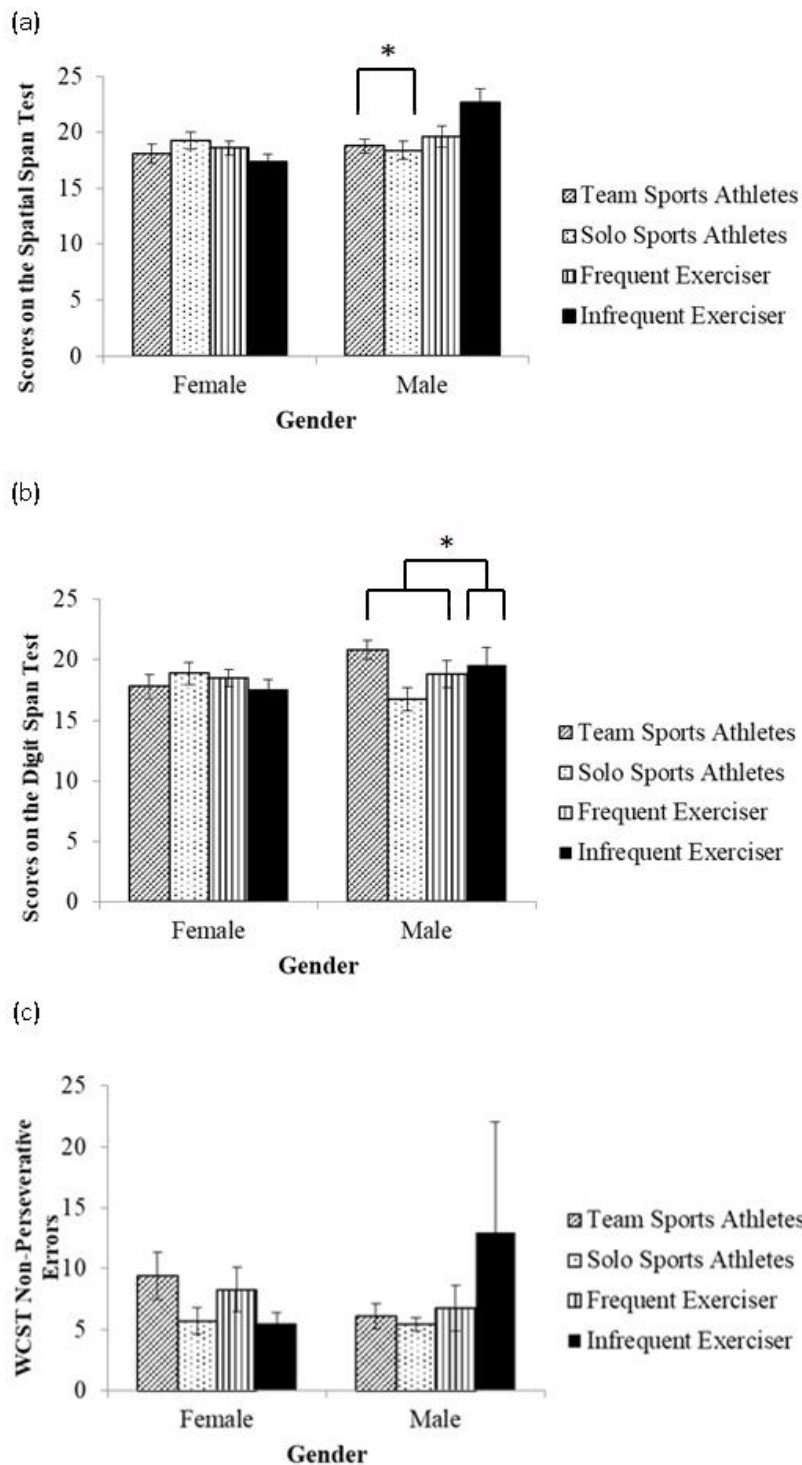 (a)
*
25
20
15
10
5
0
Scores on the Spatial Span Test
Female
Male
Gender
Team Sports Athletes
Solo Sports Athletes
Frequent Exerciser
Infrequent Exerciser
(b)
*
25
20
15
10
5
0
Scores on the Digit Span Test
Female
Male
Gender
Team Sports Athletes
Solo Sports Athletes
Frequent Exerciser
Infrequent Exerciser
(c)
25
20
15
10
5
0
WCST Non-Perseverative
Errors
Female
Male
Gender
Team Sports Athletes
Solo Sports Athletes
Frequent Exerciser
Infrequent Exerciser